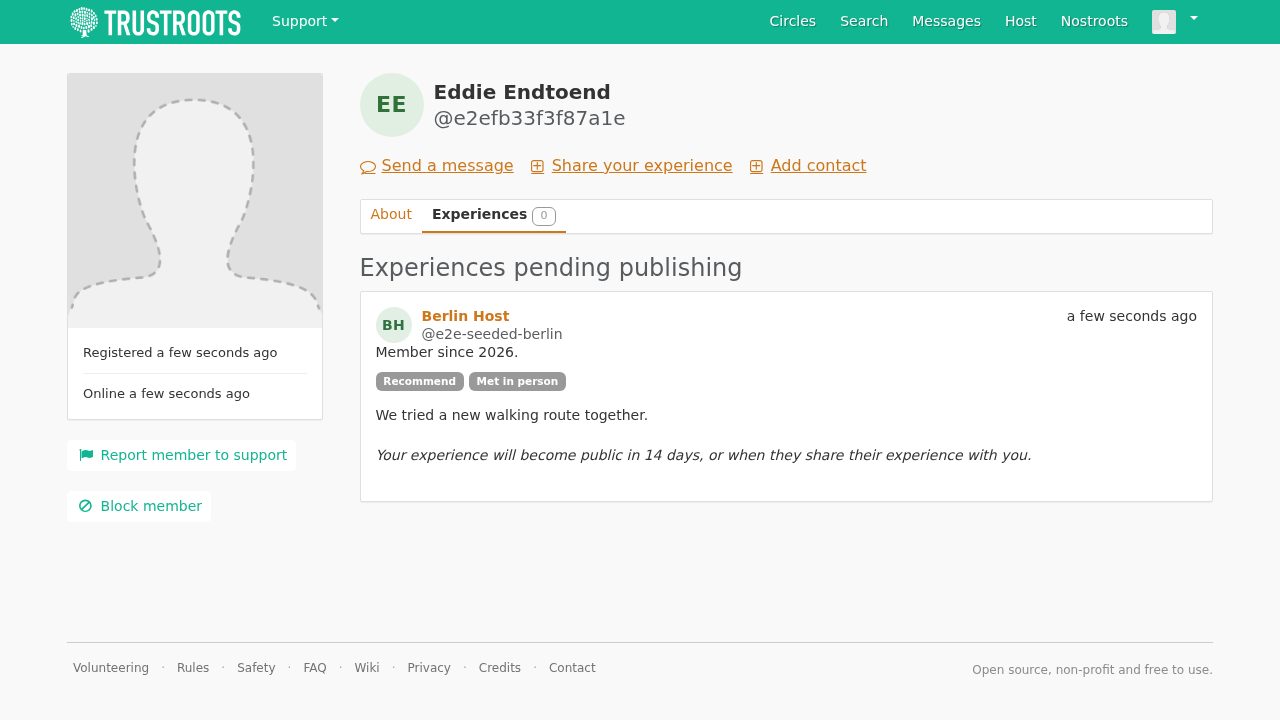 TRUSTROOTS Support Circles Search Messages Host Nostroots
EE
Eddie Endtoend
@e2efb33f3f87a1e
Send a message Share your experience Add contact
About Experiences 0
Experiences pending publishing
BH
Berlin Host a few seconds ago
@e2e-seeded-berlin
Member since 2026.
Recommend Met in person
We tried a new walking route together.
Your experience will become public in 14 days, or when they share their experience with you.
Registered a few seconds ago
Online a few seconds ago
Report member to support
Block member
Volunteering · Rules · Safety · FAQ · Wiki · Privacy · Credits · Contact
Open source, non-profit and free to use.